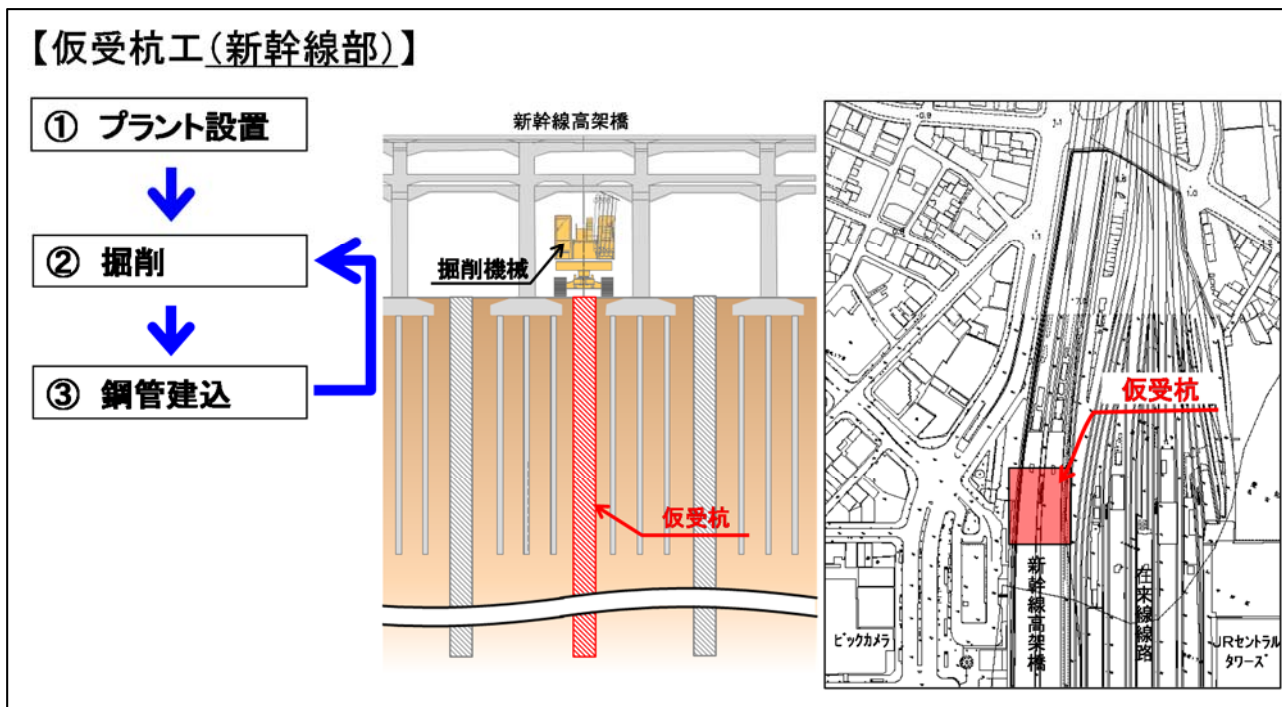 【仮受杭工(新幹線部)】
① プラント設置
② 掘削
③ 鋼管建込
新幹線高架橋
掘削機械
仮受杭
仮受杭
新幹線高架橋
在来線線路
ビックカメラ
JRセントラル
タワーズ